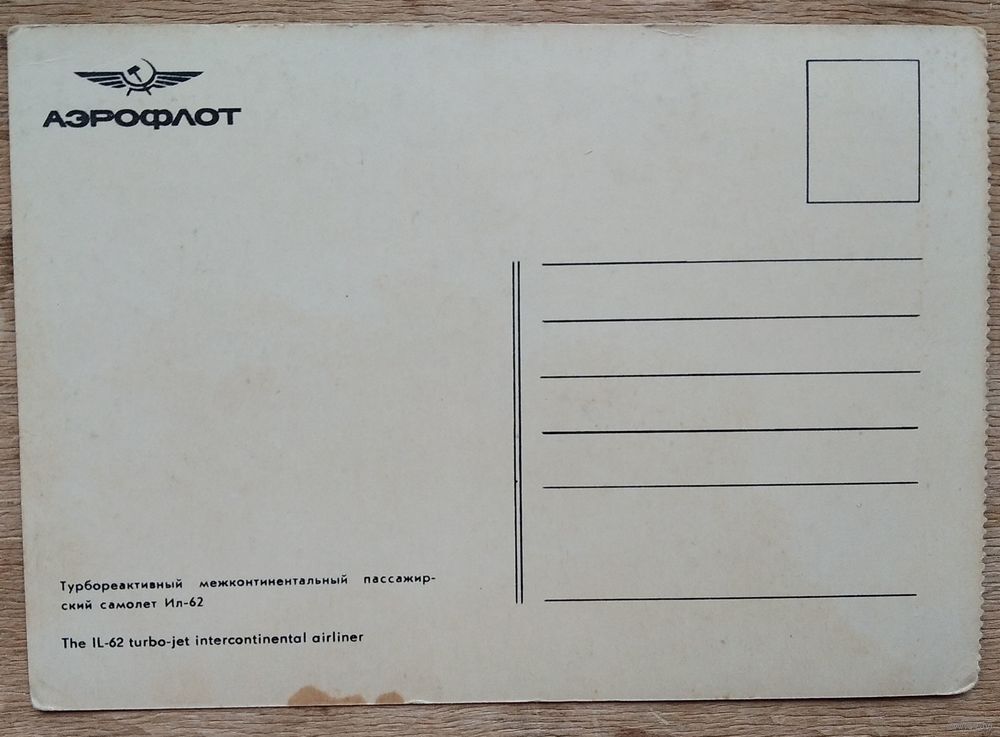 АЭРОФЛОТ
Турбореактивный межконтинентальный пассажир-
ский самолет Ил-62
The IL-62 turbo-jet intercontinental airliner